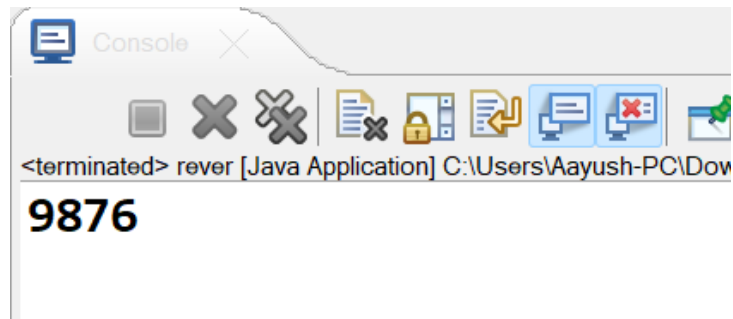 Console
<terminated> rever [Java Application] C:\Users\Aayush-PC\Dow
9876